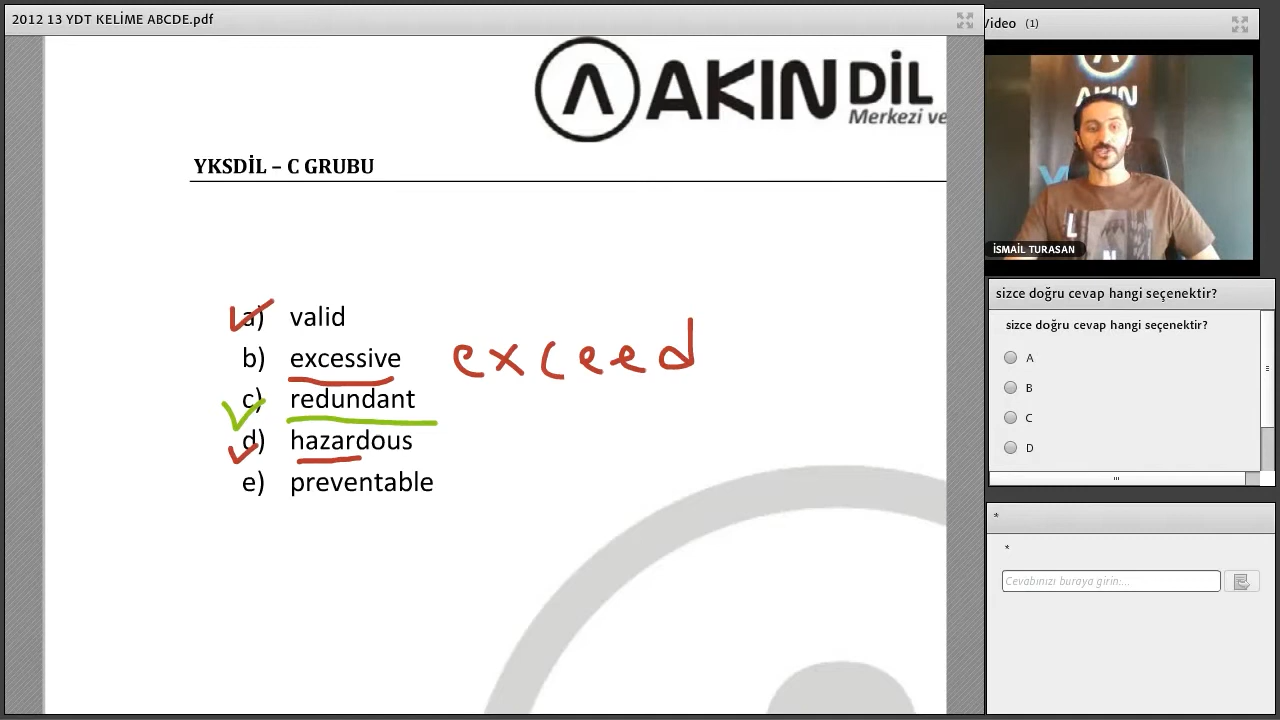 2012 13 YDT KELİME ABCDE.pdf
Video (1)
AKIN DİL
Merkezi ve
YKSDİL – C GRUBU
AKIN
İSMAİL TURASAN
a) valid
b) excessive exceed
c) redundant
d) hazardous
e) preventable
sizce doğru cevap hangi seçenektir?
sizce doğru cevap hangi seçenektir?
A
B
C
D
*
*
Cevabınızı buraya girin:...